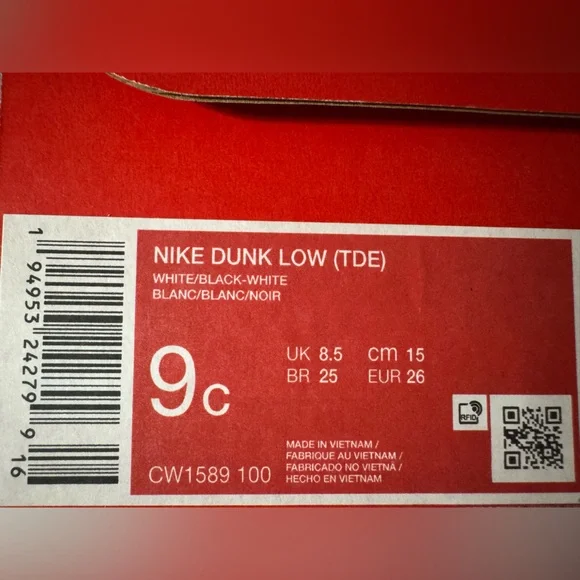 1 94953 24279 9 16
NIKE DUNK LOW (TDE)
WHITE/BLACK-WHITE
BLANC/BLANC/NOIR
9C
UK 8.5 cm 15
BR 25 EUR 26
RFID
CW1589 100
MADE IN VIETNAM /
FABRIQUE AU VIETNAM /
FABRICADO NO VIETNÃ /
HECHO EN VIETNAM